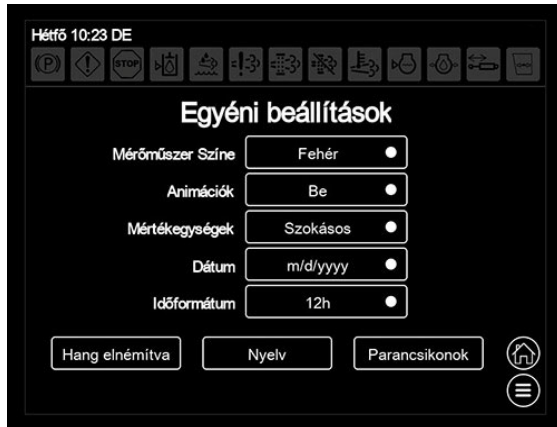 Hétfő 10:23 DE
STOP
Egyéni beállítások
Mérőműszer Színe Fehér
Animációk Be
Mértékegységek Szokásos
Dátum m/d/yyyy
Időformátum 12h
Hang elnémítva Nyelv Parancsikonok